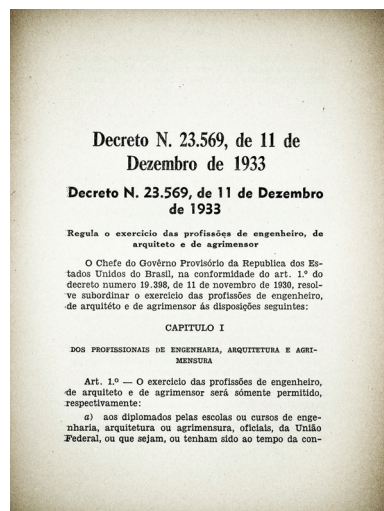 Decreto N. 23.569, de 11 de
Dezembro de 1933
Decreto N. 23.569, de 11 de Dezembro
de 1933
Regula o exercicio das profissões de engenheiro, de
arquiteto e de agrimensor
O Chefe do Govêrno Provisório da Republica dos Es-
tados Unidos do Brasil, na conformidade do art. 1.º do
decreto numero 19.398, de 11 de novembro de 1930, resol-
ve subordinar o exercicio das profissões de engenheiro,
de arquitéto e de agrimensor ás disposições seguintes:
CAPITULO I
DOS PROFISSIONAIS DE ENGENHARIA, ARQUITETURA E AGRI-
MENSURA
Art. 1.º — O exercicio das profissões de engenheiro,
de arquiteto e de agrimensor será sómente permitido,
respectivamente:
a) aos diplomados pelas escolas ou cursos de enge-
nharia, arquitetura ou agrimensura, oficiais, da União
Federal, ou que sejam, ou tenham sido ao tempo da con-